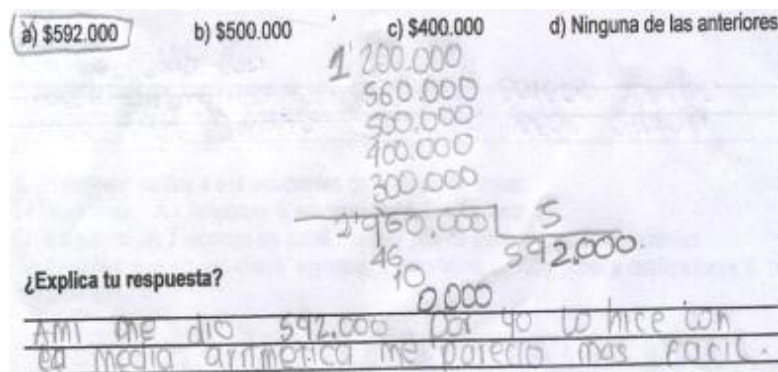 a) $592.000 b) $500.000 c) $400.000 d) Ninguna de las anteriores
1'200.000
560.000
500.000
400.000
300.000
2'960.000 5
46 592.000
10
0.000
¿Explica tu respuesta?
Ami me dio 592.000 por yo lo hice con
la media aritmetica me parecio mas facil.